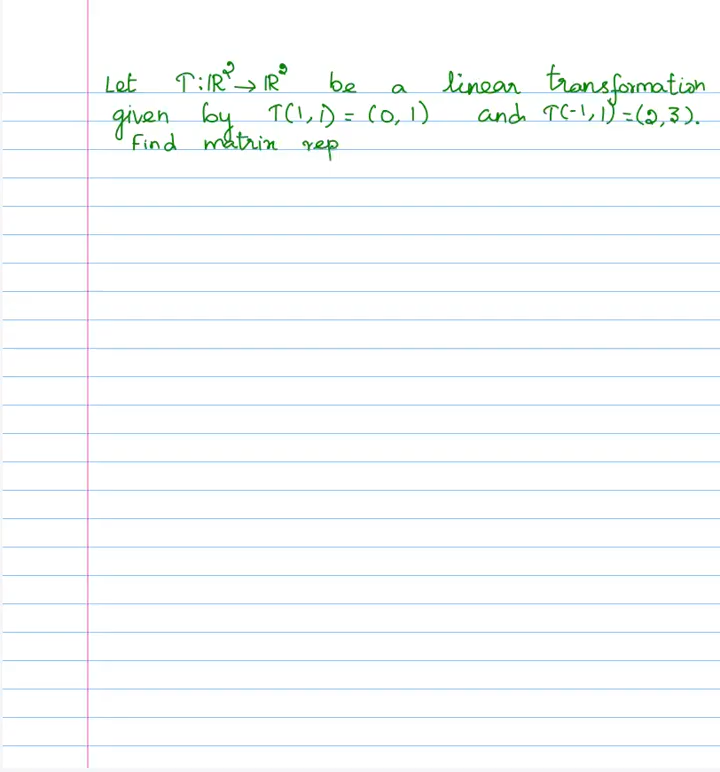 Let T:ℝ² → ℝ² be a linear transformation
given by T(1,1) = (0,1) and T(-1,1) = (2,3).
Find matrix rep